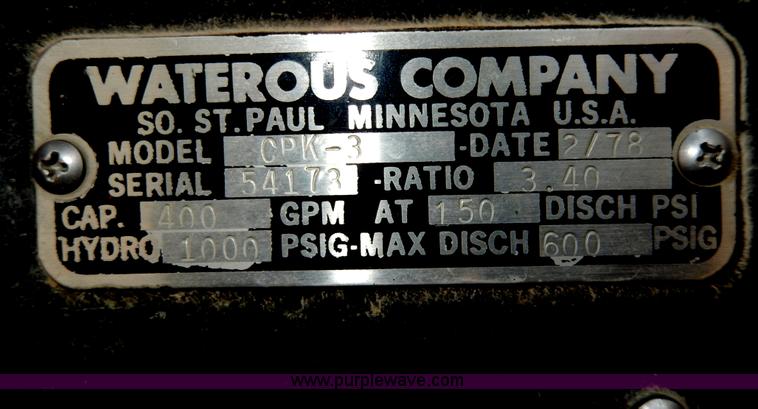 WATEROUS COMPANY
SO. ST. PAUL MINNESOTA U.S.A.
MODEL CPK-3 -DATE 2/78
SERIAL 54173 -RATIO 3.40
CAP. 400 GPM AT 150 DISCH PSI
HYDRO 1000 PSIG-MAX DISCH 600 PSIG
www.purplewave.com